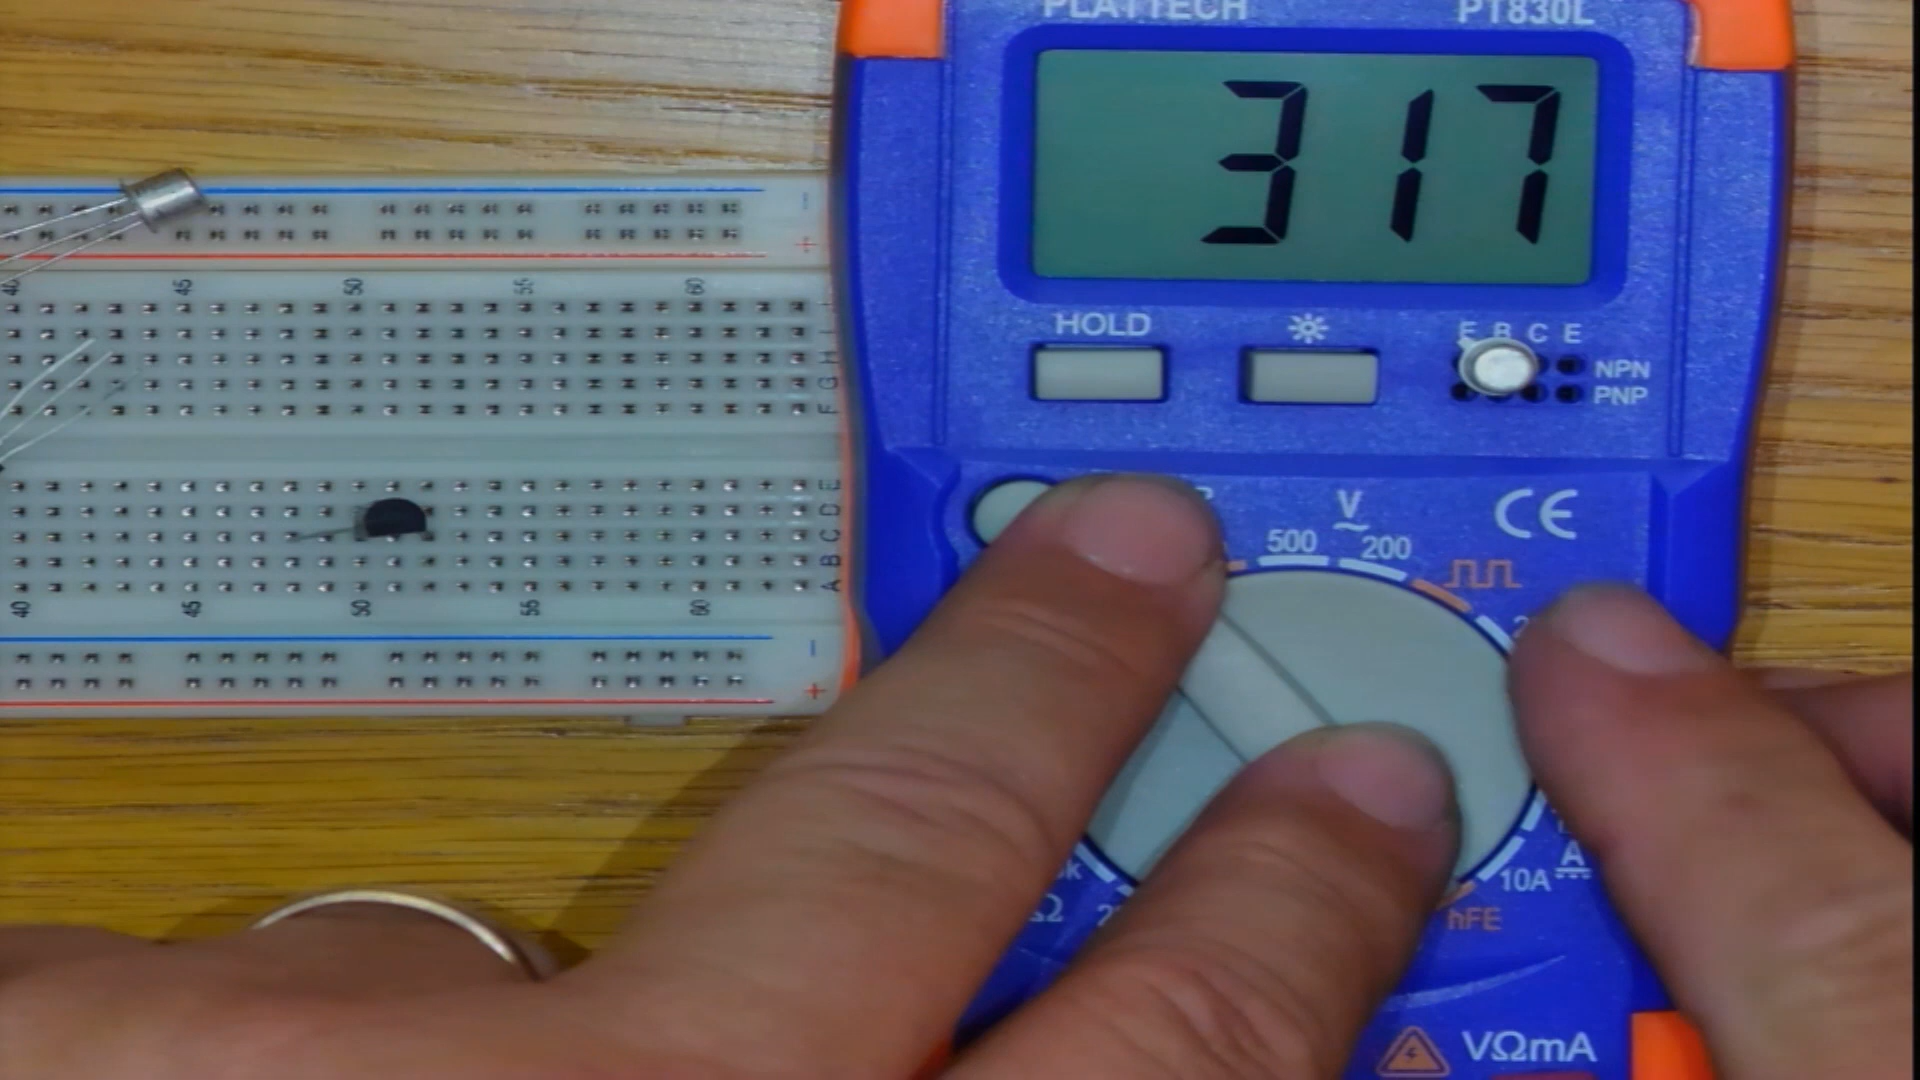 PLATTECH PT830L
317
HOLD
E B C E
NPN
PNP
V
500
200
CE
10A
A
hFE
Ω
VΩmA
-
+
40 45 50 55 60
E
D
C
B
A
40 45 50 55 60
-
+